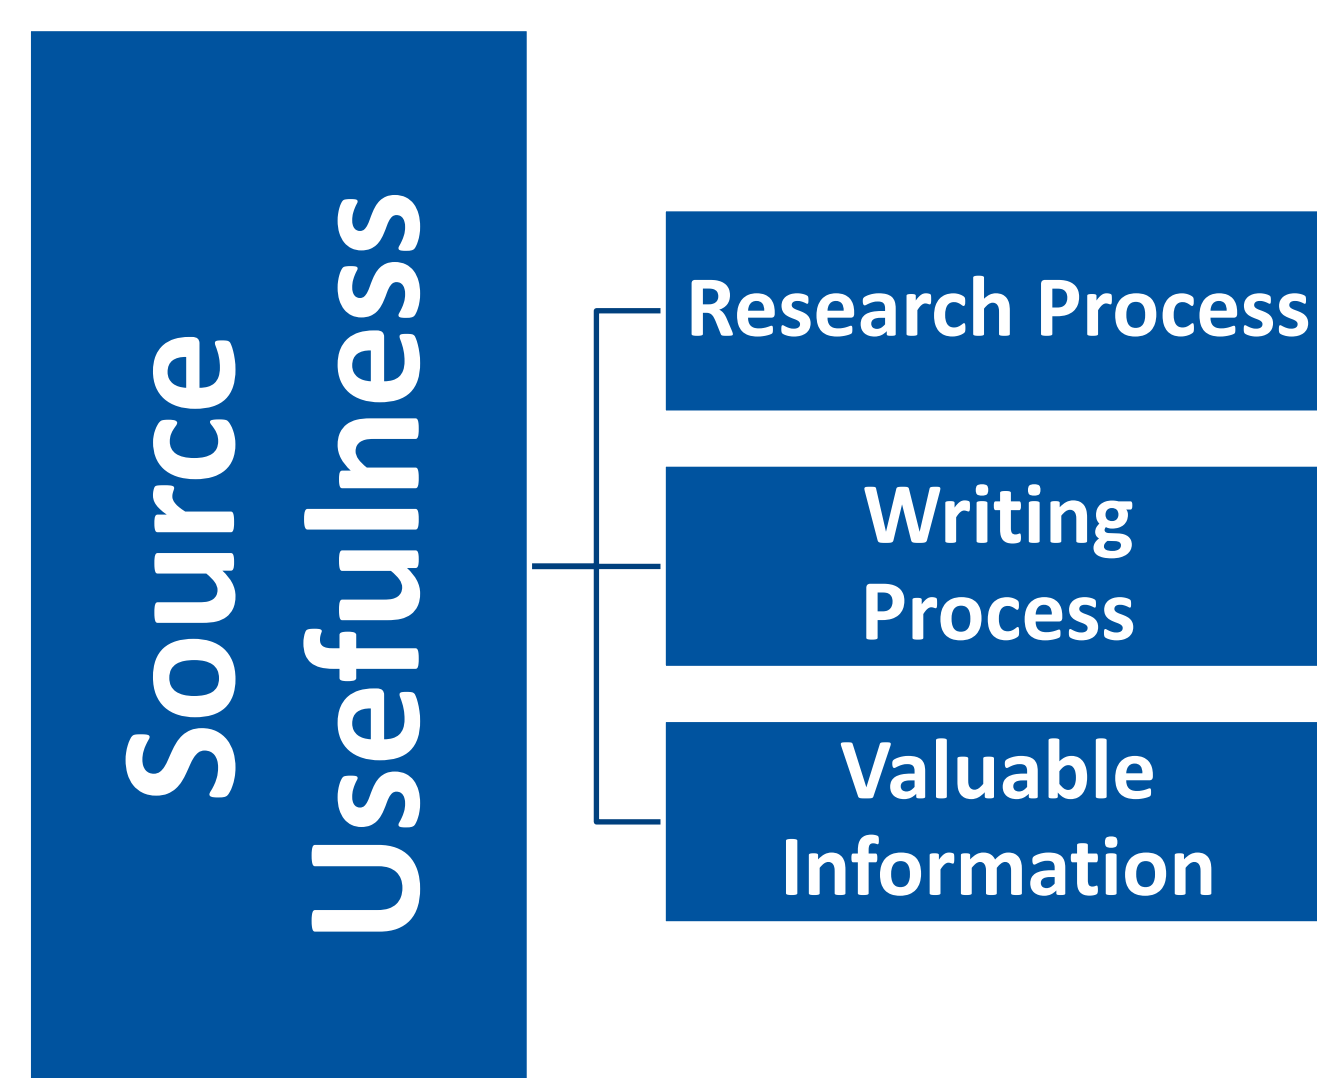 Source
Usefulness
Research Process
Writing
Process
Valuable
Information